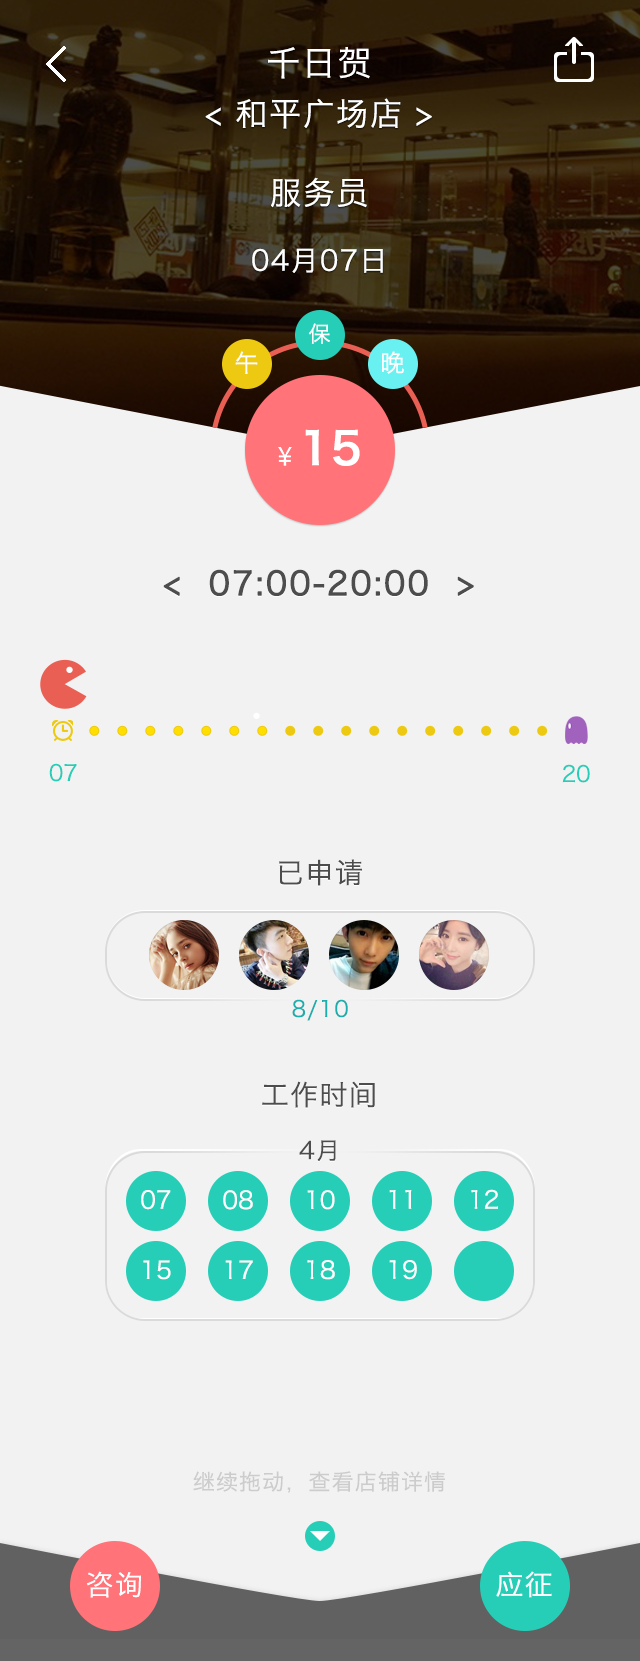 千日贺
< 和平广场店 >
服务员
04月07日
保
午 晚
¥ 15
< 07:00-20:00 >
07 20
已申请
8/10
工作时间
4月
07 08 10 11 12
15 17 18 19
继续拖动，查看店铺详情
咨询 应征